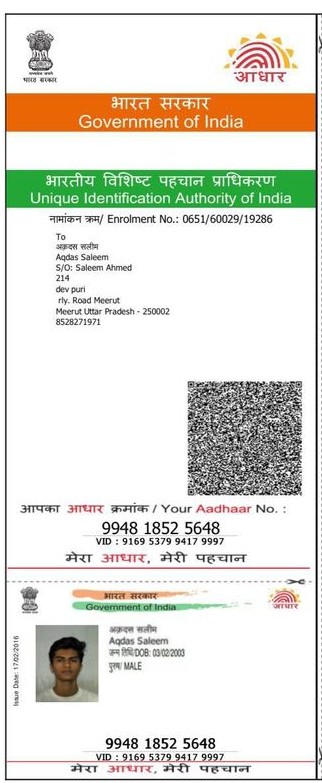 भारत सरकार
आधार
भारत सरकार
Government of India
भारतीय विशिष्ट पहचान प्राधिकरण
Unique Identification Authority of India
नामांकन क्रम/ Enrolment No.: 0651/60029/19286
To
अक़दस सलीम
Aqdas Saleem
S/O: Saleem Ahmed
214
dev puri
rly. Road Meerut
Meerut Uttar Pradesh - 250002
8528271971
आपका आधार क्रमांक / Your Aadhaar No. :
9948 1852 5648
VID : 9169 5379 9417 9997
मेरा आधार, मेरी पहचान
भारत सरकार
Government of India
आधार
Issue Date: 17/02/2016
अक़दस सलीम
Aqdas Saleem
जन्म तिथि/DOB: 03/02/2003
पुरुष/ MALE
9948 1852 5648
VID : 9169 5379 9417 9997
मेरा आधार, मेरी पहचान